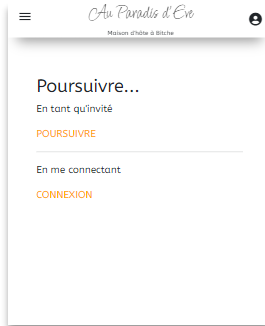 Au Paradis d'Eve
Maison d'hôte à Bitche
Poursuivre...
En tant qu'invité
POURSUIVRE
En me connectant
CONNEXION